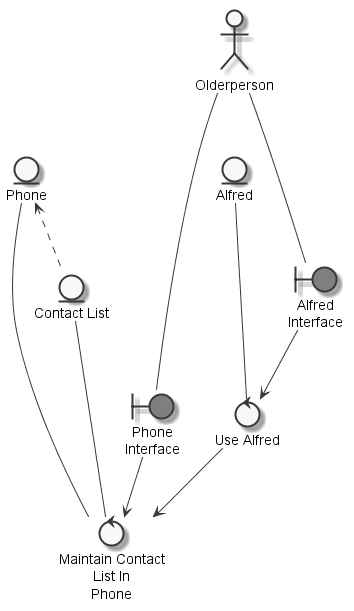 Olderperson
Phone
Alfred
Contact List
Alfred
Interface
Phone
Interface
Use Alfred
Maintain Contact
List In
Phone